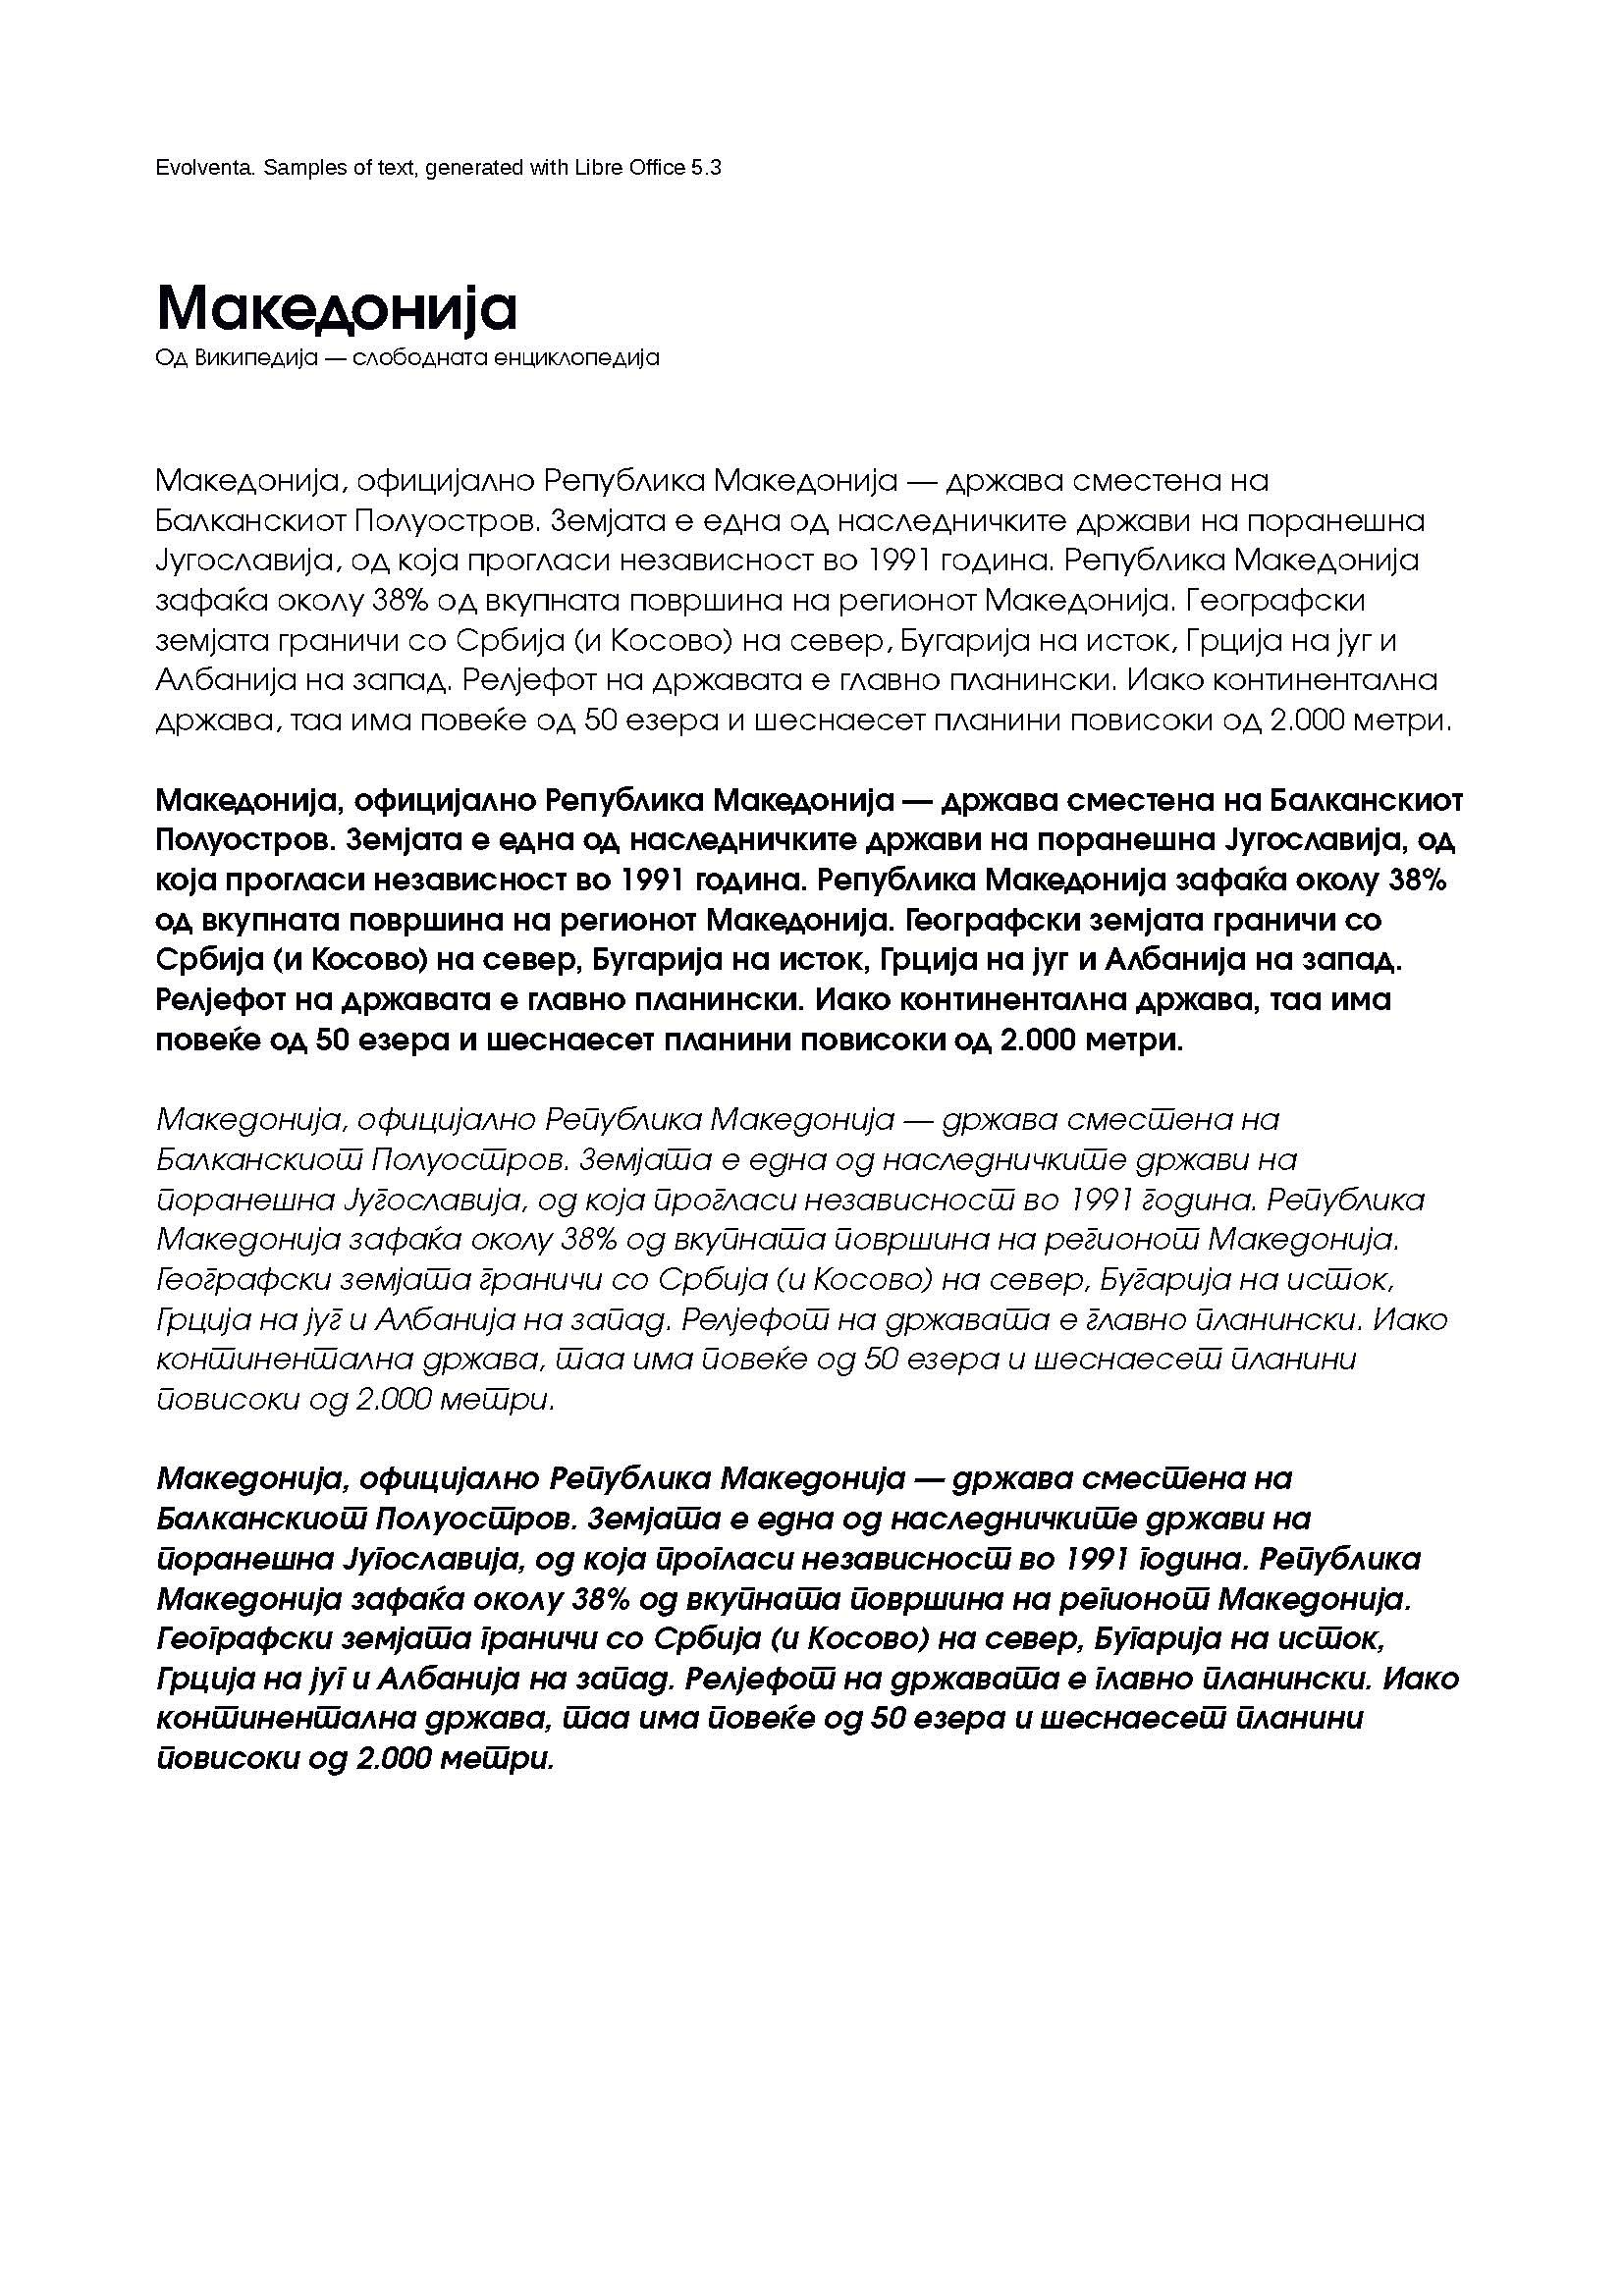 Evolventa. Samples of text, generated with Libre Office 5.3
Македонија
Од Википедија — слободната енциклопедија
Македонија, официјално Република Македонија — држава сместена на
Балканскиот Полуостров. Земјата е една од наследничките држави на поранешна
Југославија, од која прогласи независност во 1991 година. Република Македонија
зафаќа околу 38% од вкупната површина на регионот Македонија. Географски
земјата граничи со Србија (и Косово) на север, Бугарија на исток, Грција на југ и
Албанија на запад. Релјефот на државата е главно планински. Иако континентална
држава, таа има повеќе од 50 езера и шеснаесет планини повисоки од 2.000 метри.
Македонија, официјално Република Македонија — држава сместена на Балканскиот
Полуостров. Земјата е една од наследничките држави на поранешна Југославија, од
која прогласи независност во 1991 година. Република Македонија зафаќа околу 38%
од вкупната површина на регионот Македонија. Географски земјата граничи со
Србија (и Косово) на север, Бугарија на исток, Грција на југ и Албанија на запад.
Релјефот на државата е главно планински. Иако континентална држава, таа има
повеќе од 50 езера и шеснаесет планини повисоки од 2.000 метри.
Македонија, официјално Република Македонија — држава сместена на
Балканскиот Полуостров. Земјата е една од наследничките држави на
поранешна Југославија, од која прогласи независност во 1991 година. Република
Македонија зафаќа околу 38% од вкупната површина на регионот Македонија.
Географски земјата граничи со Србија (и Косово) на север, Бугарија на исток,
Грција на југ и Албанија на запад. Релјефот на државата е главно планински. Иако
континентална држава, таа има повеќе од 50 езера и шеснаесет планини
повисоки од 2.000 метри.
Македонија, официјално Република Македонија — држава сместена на
Балканскиот Полуостров. Земјата е една од наследничките држави на
поранешна Југославија, од која прогласи независност во 1991 година. Република
Македонија зафаќа околу 38% од вкупната површина на регионот Македонија.
Географски земјата граничи со Србија (и Косово) на север, Бугарија на исток,
Грција на југ и Албанија на запад. Релјефот на државата е главно планински. Иако
континентална држава, таа има повеќе од 50 езера и шеснаесет планини
повисоки од 2.000 метри.